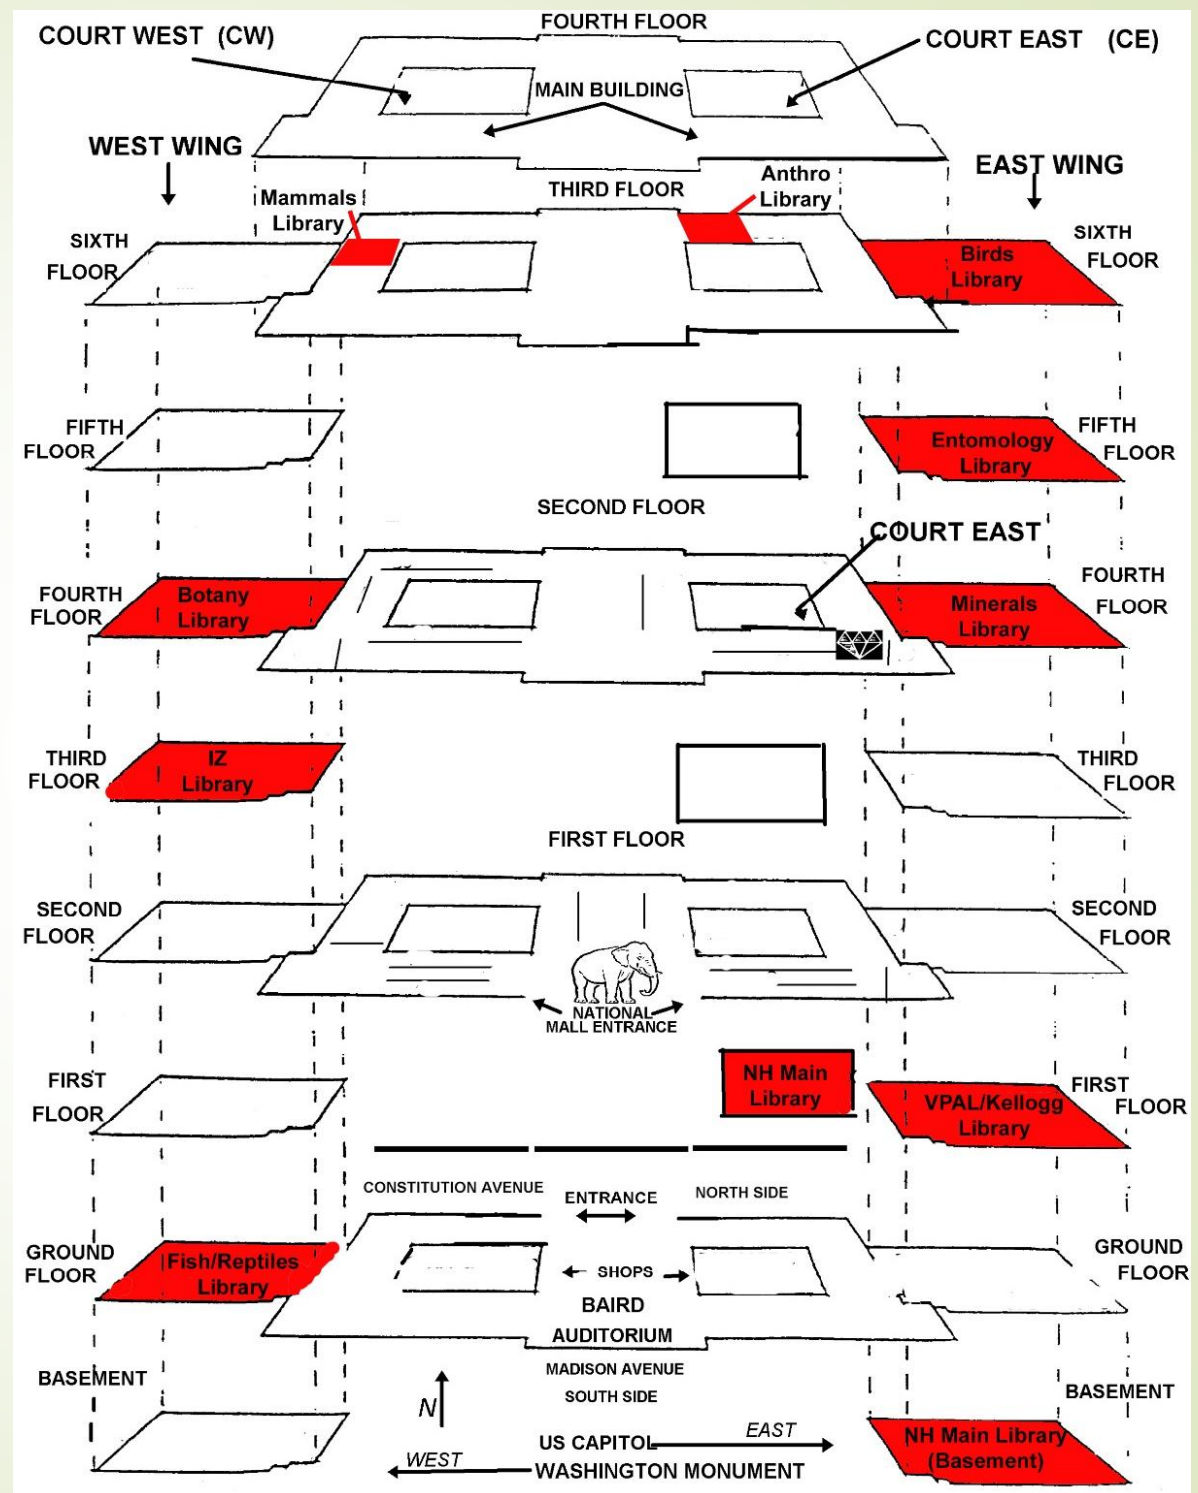 FOURTH FLOOR
COURT WEST (CW)
COURT EAST (CE)
MAIN BUILDING
WEST WING
EAST WING
THIRD FLOOR
Anthro
Library
Mammals
Library
SIXTH
FLOOR
Birds
Library
SIXTH
FLOOR
FIFTH
FLOOR
Entomology
Library
FIFTH
FLOOR
SECOND FLOOR
COURT EAST
FOURTH
FLOOR
Botany
Library
Minerals
Library
FOURTH
FLOOR
THIRD
FLOOR
IZ
Library
THIRD
FLOOR
FIRST FLOOR
SECOND
FLOOR
SECOND
FLOOR
NATIONAL
MALL ENTRANCE
FIRST
FLOOR
NH Main
Library
VPAL/Kellogg
Library
FIRST
FLOOR
CONSTITUTION AVENUE
ENTRANCE
NORTH SIDE
GROUND
FLOOR
Fish/Reptiles
Library
SHOPS
GROUND
FLOOR
BAIRD
AUDITORIUM
BASEMENT
MADISON AVENUE
SOUTH SIDE
BASEMENT
N
US CAPITOL
EAST
WEST
WASHINGTON MONUMENT
NH Main Library
(Basement)